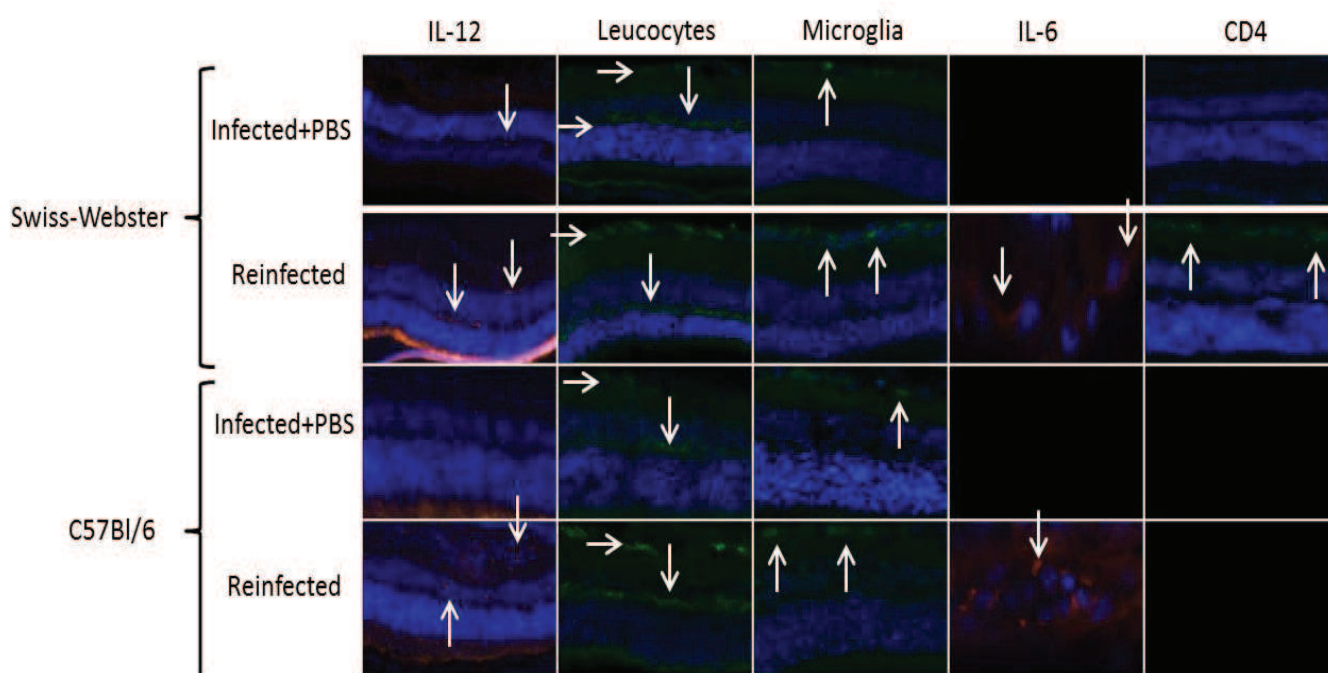 IL-12 Leucocytes Microglia IL-6 CD4
Infected+PBS
Swiss-Webster
Reinfected
Infected+PBS
C57Bl/6
Reinfected